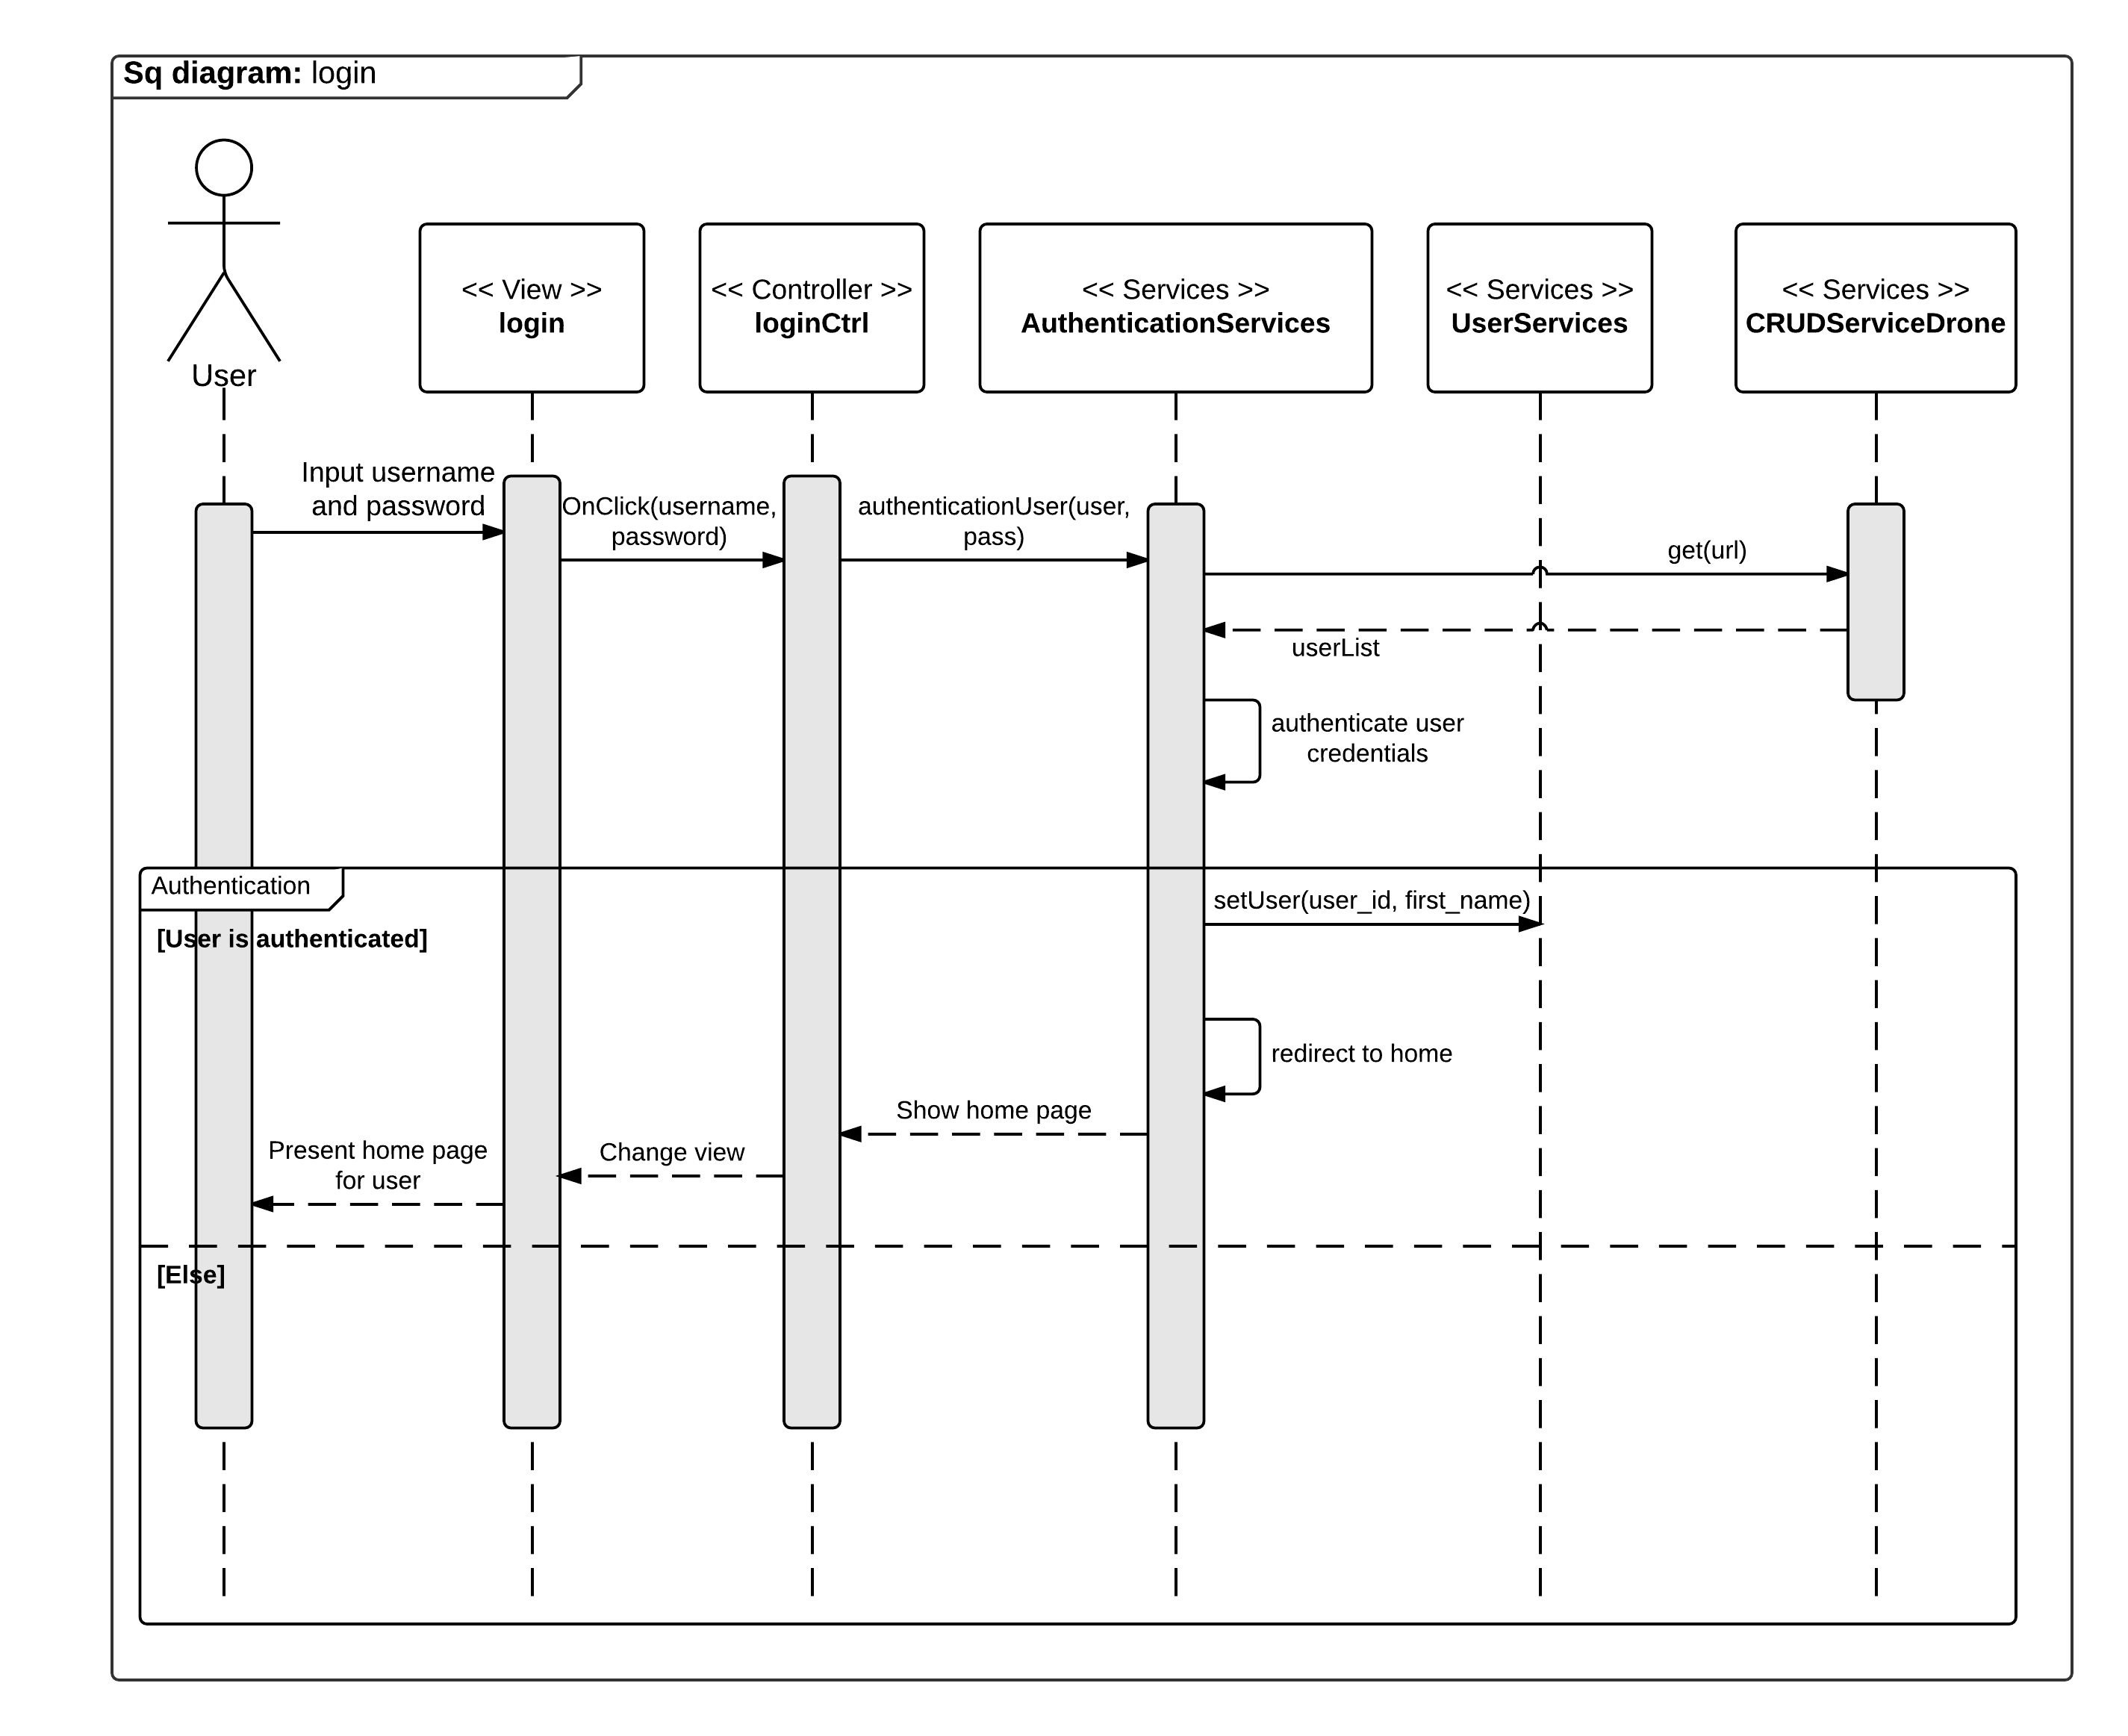 Sq diagram: login
User
<< View >>
login
<< Controller >>
loginCtrl
<< Services >>
AuthenticationServices
<< Services >>
UserServices
<< Services >>
CRUDServiceDrone
Input username
and password
OnClick(username,
password)
authenticationUser(user,
pass)
get(url)
userList
authenticate user
credentials
Authentication
[User is authenticated]
setUser(user_id, first_name)
redirect to home
Show home page
Change view
Present home page
for user
[Else]